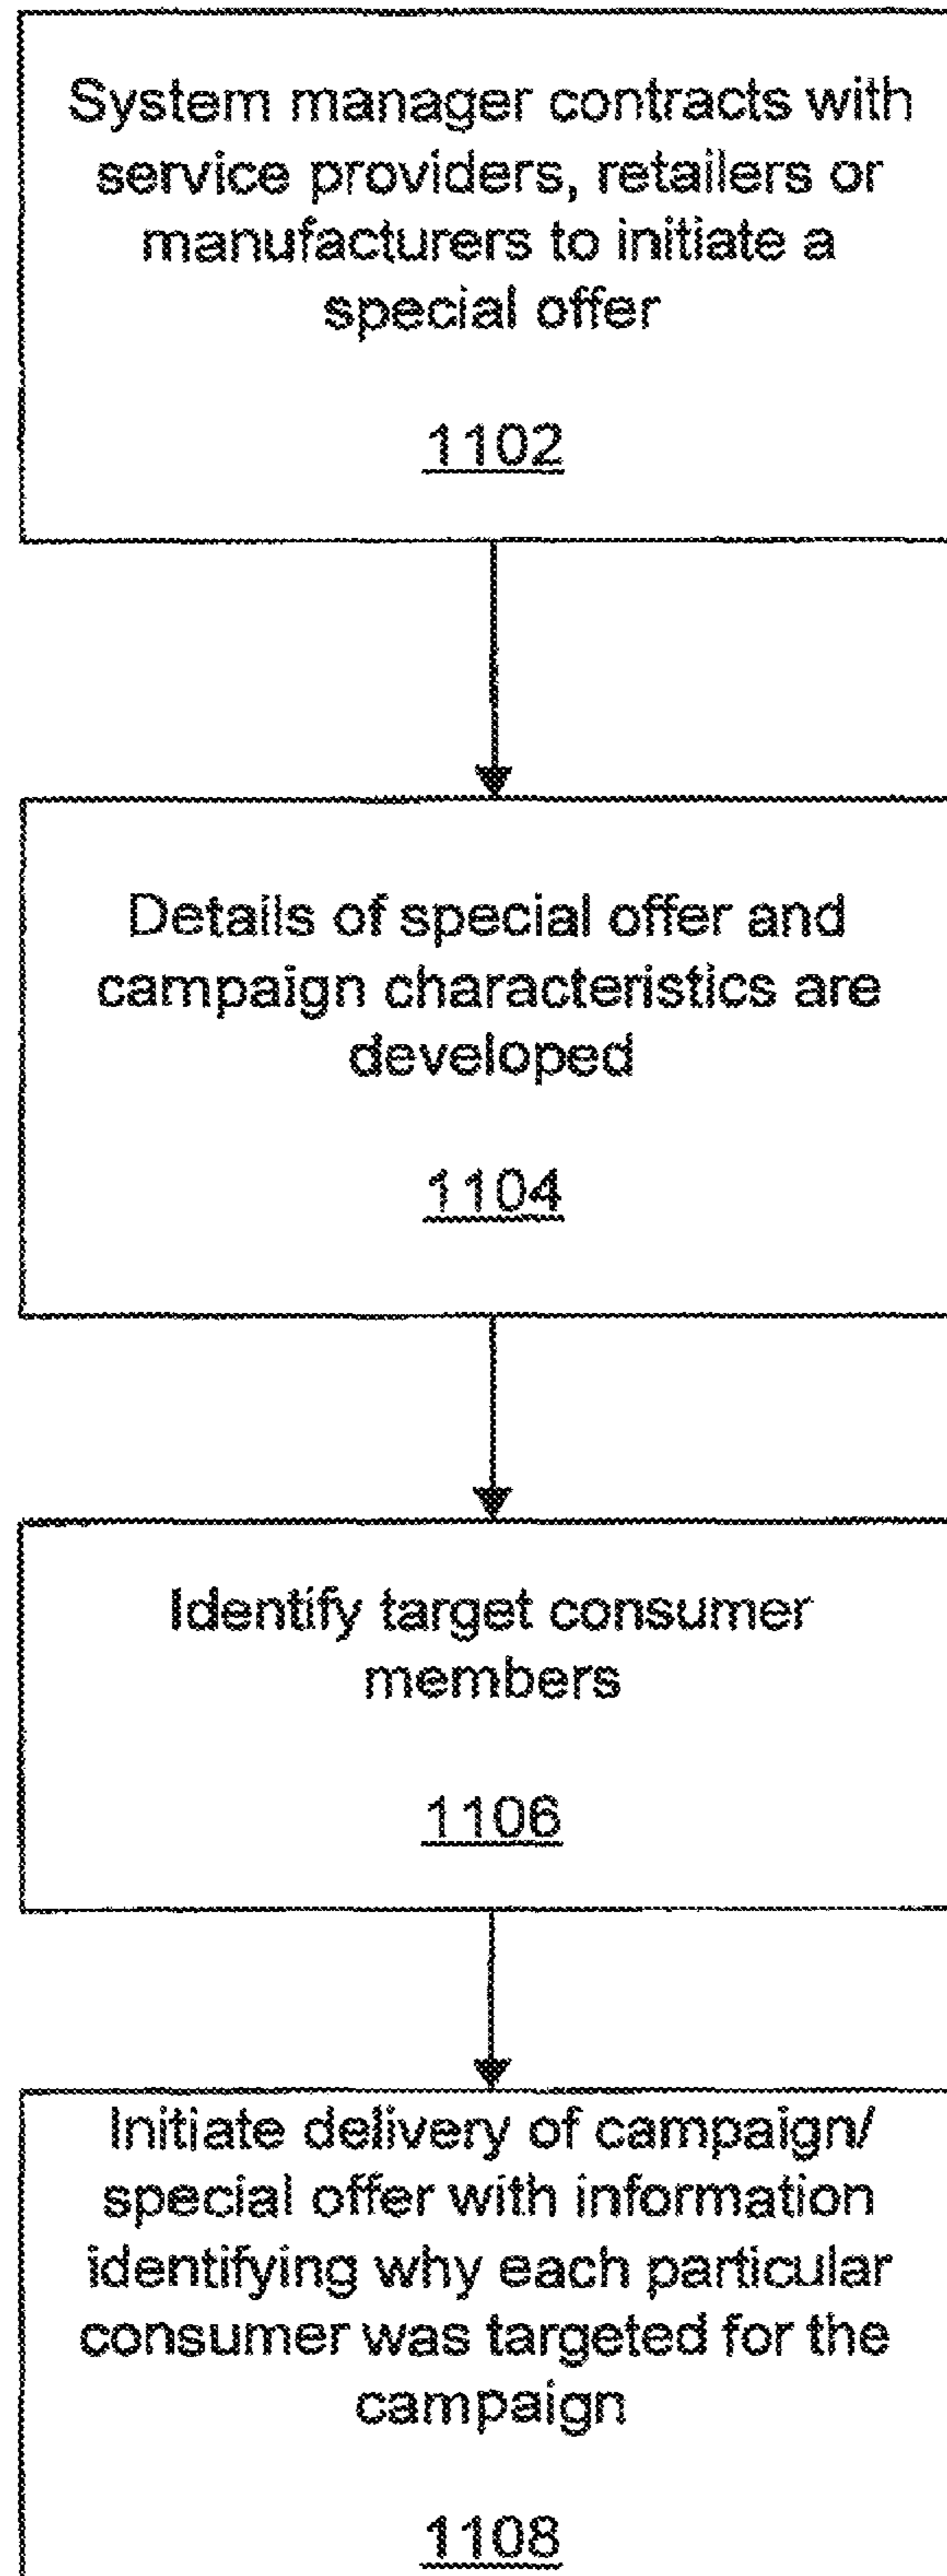 System manager contracts with
service providers, retailers or
manufacturers to initiate a
special offer
1102
Details of special offer and
campaign characteristics are
developed
1104
Identify target consumer
members
1106
Initiate delivery of campaign/
special offer with information
identifying why each particular
consumer was targeted for the
campaign
1108